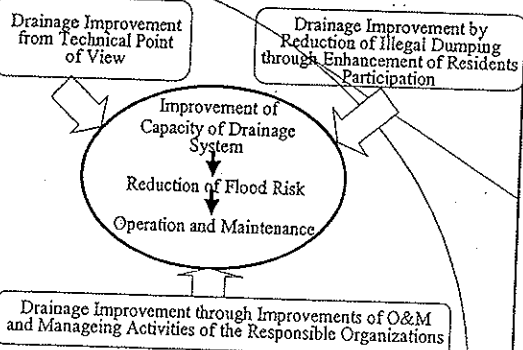 Drainage Improvement
from Technical Point
of View
Drainage Improvement by
Reduction of Illegal Dumping
through Enhancement of Residents
Participation
Improvement of
Capacity of Drainage
System
Reduction of Flood Risk
Operation and Maintenance
Drainage Improvement through Improvements of O&M
and Manageing Activities of the Responsible Organizations